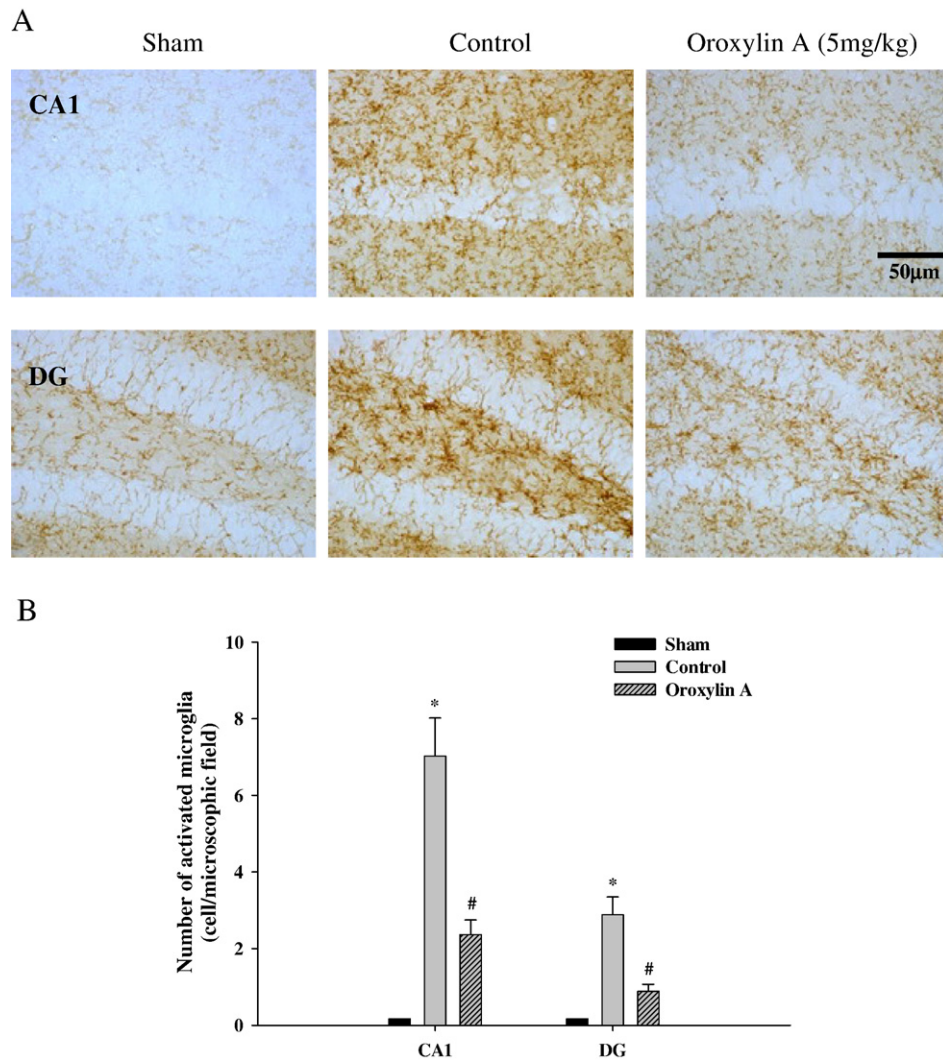 A
Sham Control Oroxylin A (5mg/kg)
CA1
50μm
DG
B
10
8
6
4
2
0
Number of activated microglia
(cell/microscophic field)
Sham
Control
Oroxylin A
*
#
*
#
CA1 DG